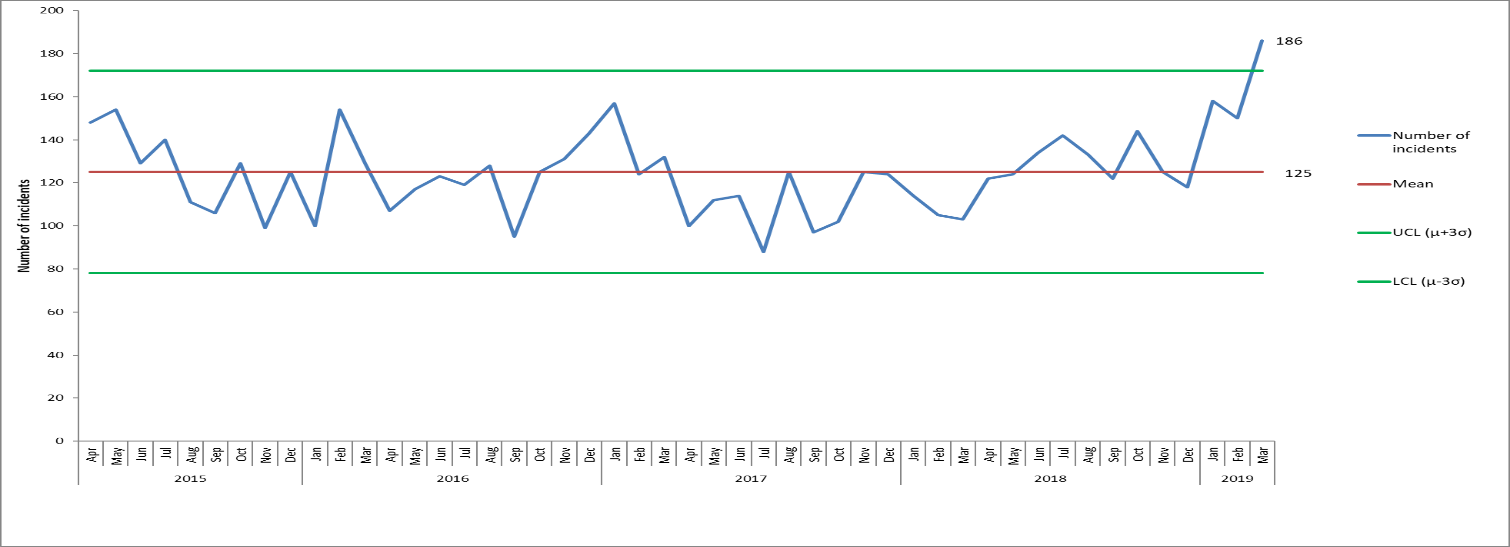 200
180
160
140
120
100
80
60
40
20
0
Number of incidents
186
125
Number of
incidents
Mean
UCL (μ+3σ)
LCL (μ-3σ)
Apr May Jun Jul Aug Sep Oct Nov Dec Jan Feb Mar Apr May Jun Jul Aug Sep Oct Nov Dec Jan Feb Mar Apr May Jun Jul Aug Sep Oct Nov Dec Jan Feb Mar Apr May Jun Jul Aug Sep Oct Nov Dec Jan Feb Mar
2015 2016 2017 2018 2019